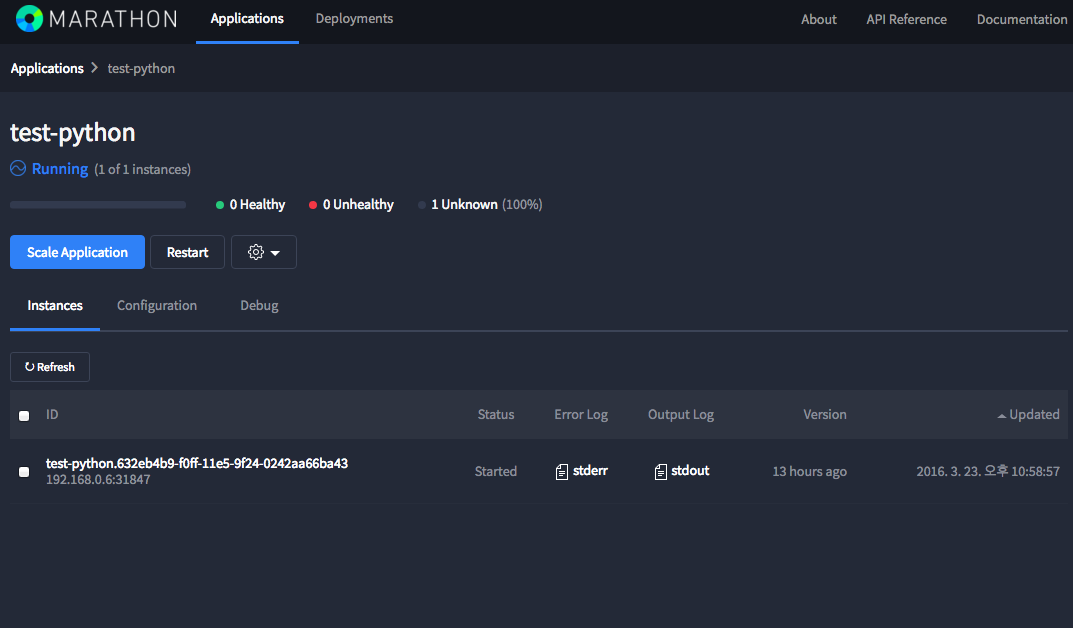 MARATHON Applications Deployments About API Reference Documentation
Applications > test-python
test-python
Running (1 of 1 instances)
0 Healthy 0 Unhealthy 1 Unknown (100%)
Scale Application Restart
Instances Configuration Debug
Refresh
ID Status Error Log Output Log Version Updated
test-python.632eb4b9-f0ff-11e5-9f24-0242aa66ba43
192.168.0.6:31847
Started stderr stdout 13 hours ago 2016. 3. 23. 오후 10:58:57